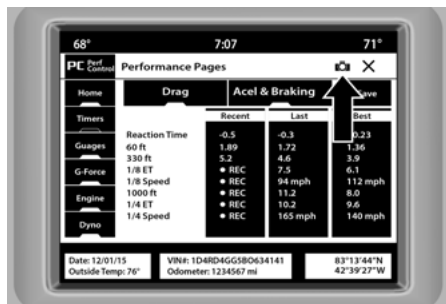 68° 7:07 71°
PC Perf Control Performance Pages
Home Drag Acel & Braking Save
Timers Recent Last Best
Reaction Time -0.5 -0.3 0.23
Guages 60 ft 1.89 1.72 1.36
330 ft 5.2 4.6 3.9
G-Force 1/8 ET • REC 7.5 6.1
1/8 Speed • REC 94 mph 112 mph
Engine 1000 ft • REC 11.2 8.0
1/4 ET • REC 10.2 9.6
Dyno 1/4 Speed • REC 165 mph 140 mph
Date: 12/01/15 VIN#: 1D4RD4GG5BO634141 83°13'44"N
Outside Temp: 76° Odometer: 1234567 mi 42°39'27"W